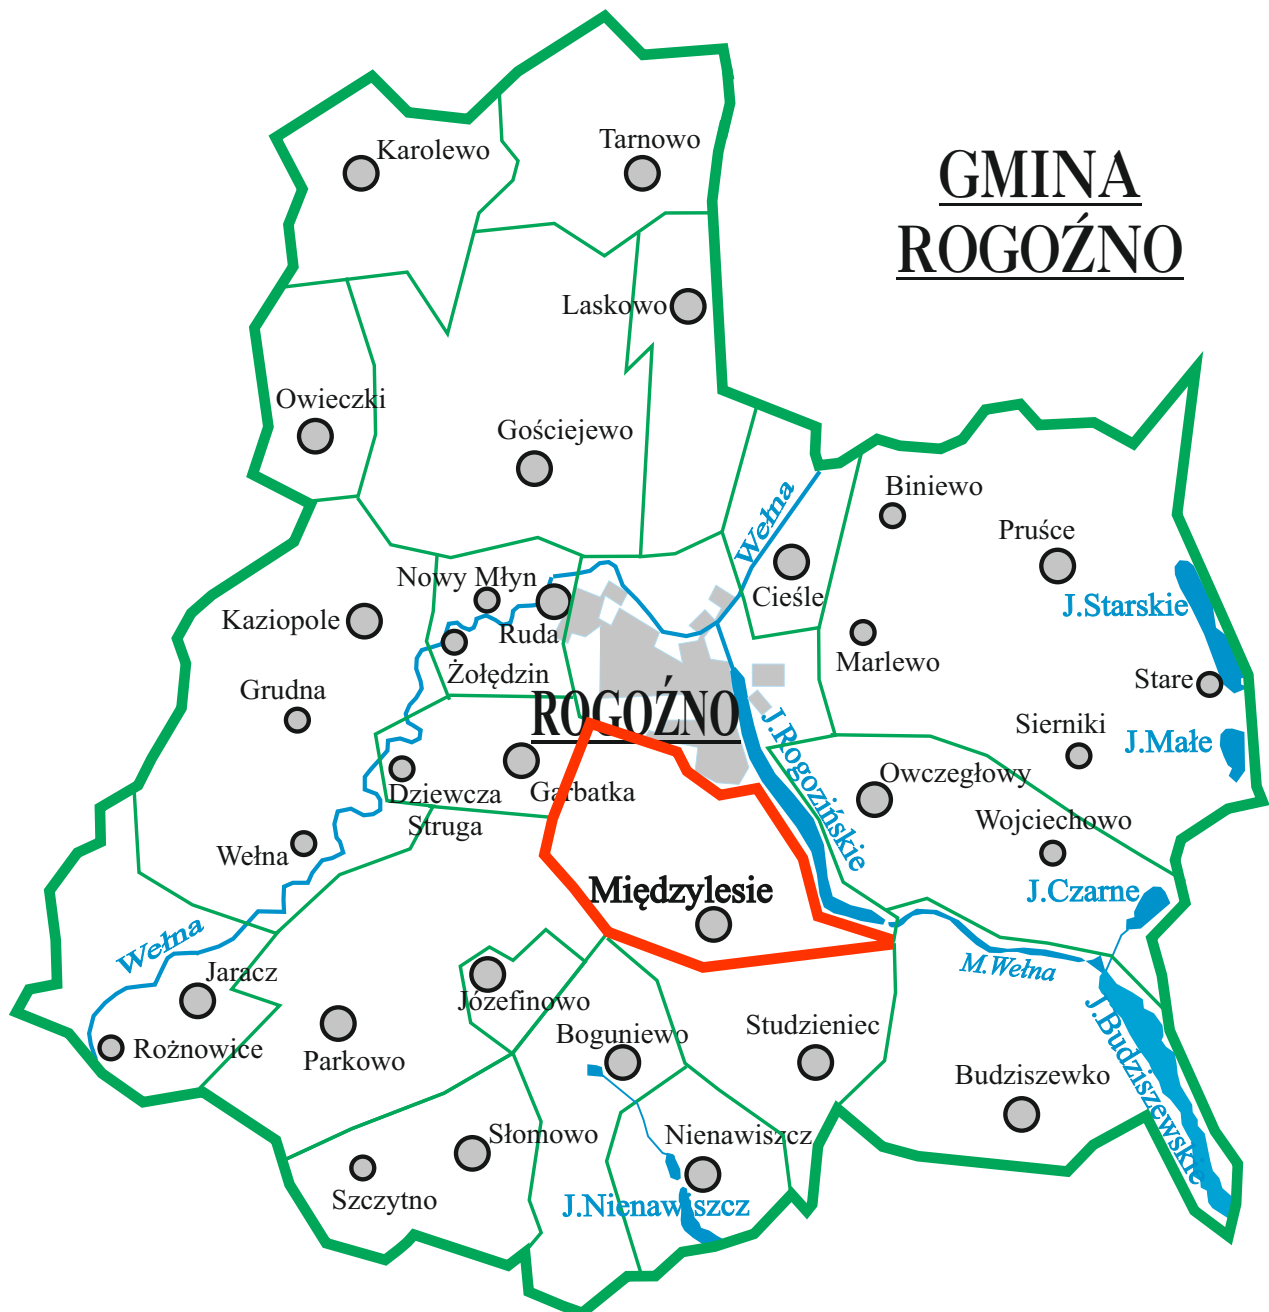 Karolewo
Tarnowo
GMINA
ROGOŹNO
Laskowo
Owieczki
Gościejewo
Wełna
Biniewo
Pruśce
Nowy Młyn
Cieśle
J.Starskie
Kaziopole
Ruda
Żołędzin
Marlewo
Stare
Grudna
ROGOŹNO
J.Rogozińskie
Sierniki
J.Małe
Dziewcza
Struga
Garbatka
Owczegłowy
Wojciechowo
Wełna
Międzylesie
J.Czarne
Wełna
Jaracz
Józefinowo
M.Wełna
Rożnowice
Parkowo
Boguniewo
Studzieniec
J.Budziszewskie
Budziszewko
Słomowo
Nienawiszcz
Szczytno
J.Nienawiszcz